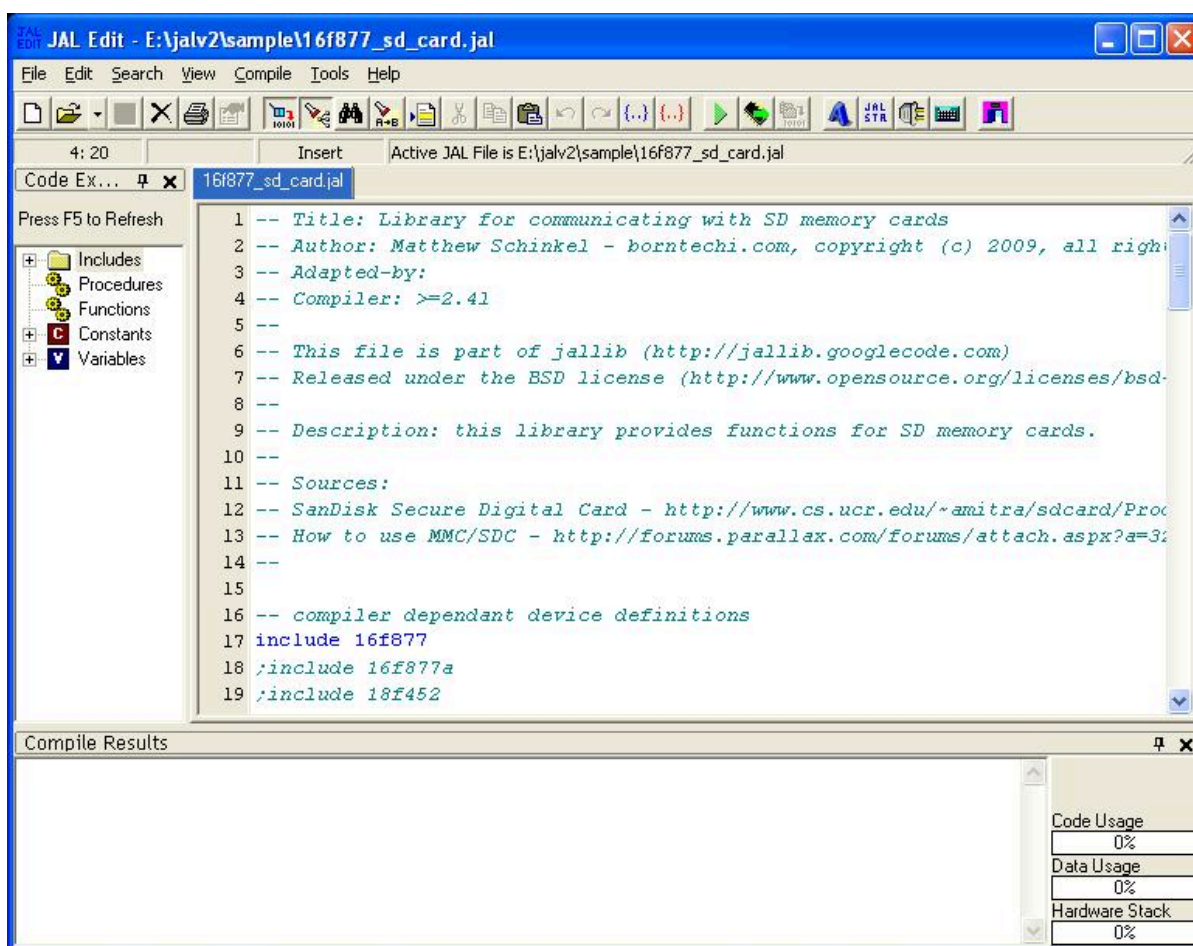 JAL EDIT JAL Edit - E:\jalv2\sample\16f877_sd_card.jal
File Edit Search View Compile Tools Help
1010 A→B {..} {..} 1010 A JAL STR
4: 20 Insert Active JAL File is E:\jalv2\sample\16f877_sd_card.jal
Code Ex... 16f877_sd_card.jal
Press F5 to Refresh
Includes
Procedures
Functions
C Constants
V Variables
1 -- Title: Library for communicating with SD memory cards
2 -- Author: Matthew Schinkel - borntechi.com, copyright (c) 2009, all righ
3 -- Adapted-by:
4 -- Compiler: >=2.4l
5 --
6 -- This file is part of jallib (http://jallib.googlecode.com)
7 -- Released under the BSD license (http://www.opensource.org/licenses/bsd-
8 --
9 -- Description: this library provides functions for SD memory cards.
10 --
11 -- Sources:
12 -- SanDisk Secure Digital Card - http://www.cs.ucr.edu/~amitra/sdcard/Prod
13 -- How to use MMC/SDC - http://forums.parallax.com/forums/attach.aspx?a=32
14 --
15
16 -- compiler dependant device definitions
17 include 16f877
18 ;include 16f877a
19 ;include 18f452
Compile Results
Code Usage
0%
Data Usage
0%
Hardware Stack
0%